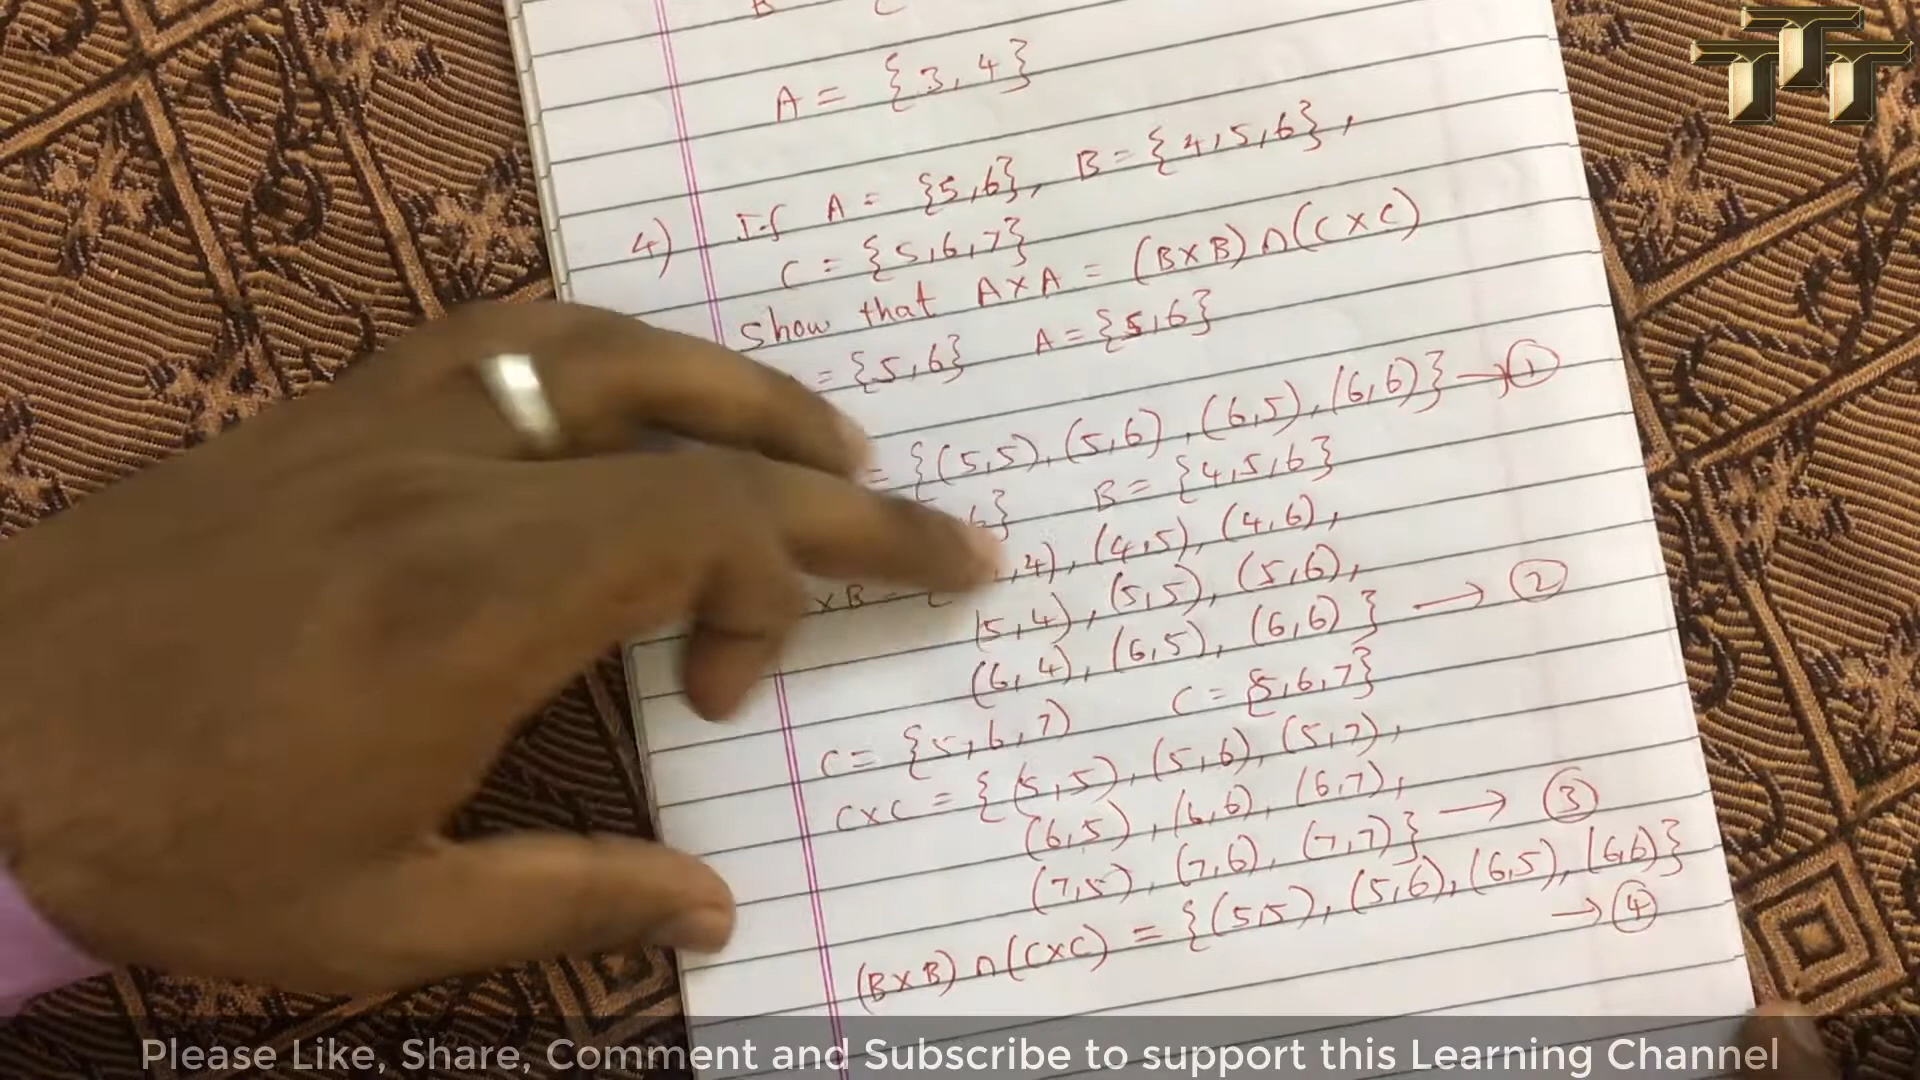 A = {3, 4}
4) If A = {5,6}, B = {4,5,6},
C = {5,6,7}
Show that A×A = (B×B)∩(C×C)
= {5,6} A={5,6}
= {(5,5), (5,6), (6,5), (6,6)} → ①
6} B = {4,5,6}
×B = { ,4), (4,5), (4,6),
(5,4), (5,5), (5,6),
(6,4), (6,5), (6,6) } → ②
C = {5,6,7) C = {5,6,7}
C×C = { (5,5), (5,6), (5,7),
(6,5), (6,6), (6,7),
(7,5), (7,6), (7,7)} → ③
(B×B)∩(C×C) = {(5,5), (5,6), (6,5), (6,6)}
→ ④
TTT
Please Like, Share, Comment and Subscribe to support this Learning Channel